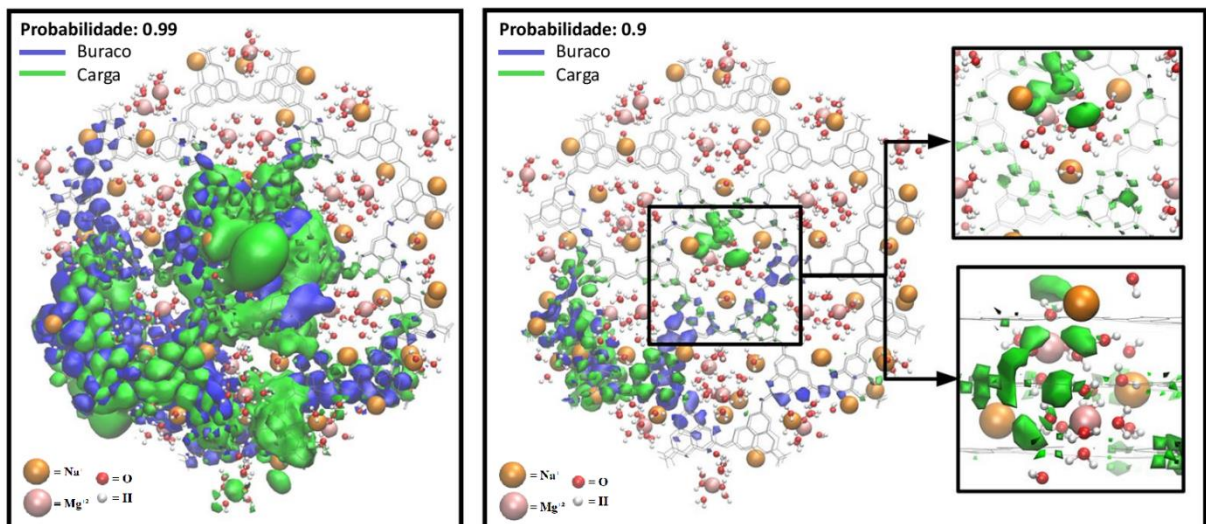 Probabilidade: 0.99
Buraco
Carga
= Na⁺
= O
= Mg⁺²
= H
Probabilidade: 0.9
Buraco
Carga
= Na⁺
= O
= Mg⁺²
= H